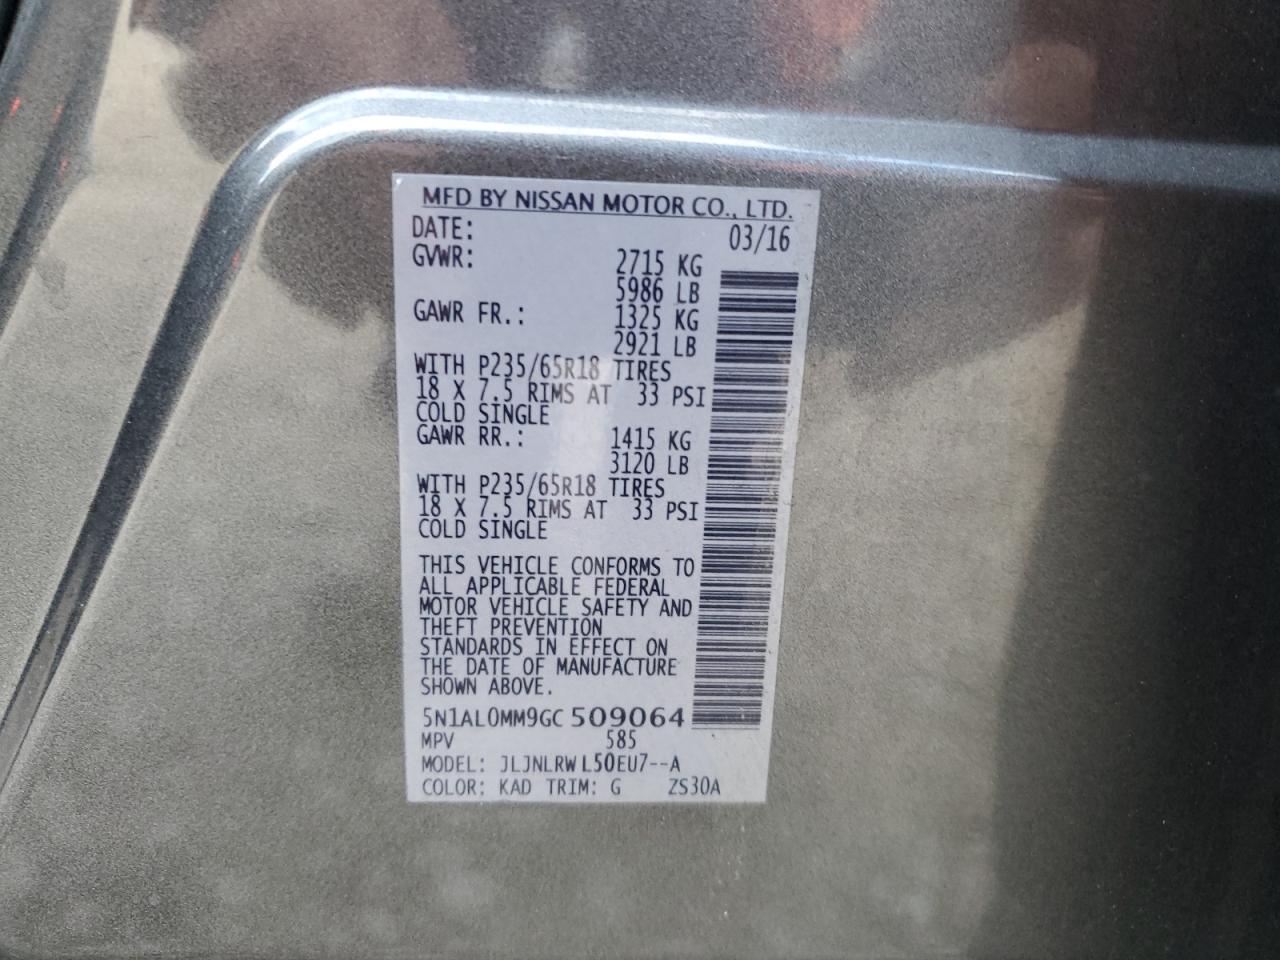 MFD BY NISSAN MOTOR CO., LTD.
DATE: 03/16
GVWR: 2715 KG
5986 LB
GAWR FR.: 1325 KG
2921 LB
WITH P235/65R18 TIRES
18 X 7.5 RIMS AT 33 PSI
COLD SINGLE
GAWR RR.: 1415 KG
3120 LB
WITH P235/65R18 TIRES
18 X 7.5 RIMS AT 33 PSI
COLD SINGLE
THIS VEHICLE CONFORMS TO
ALL APPLICABLE FEDERAL
MOTOR VEHICLE SAFETY AND
THEFT PREVENTION
STANDARDS IN EFFECT ON
THE DATE OF MANUFACTURE
SHOWN ABOVE.
5N1AL0MM9GC 509064
MPV 585
MODEL: JLJNLRW L50EU7--A
COLOR: KAD TRIM: G ZS30A